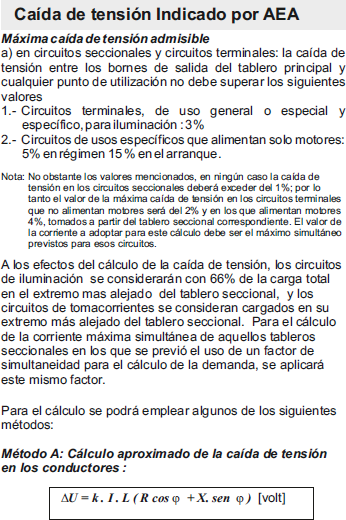 Caída de tensión Indicado por AEA
Máxima caída de tensión admisible
a) en circuitos seccionales y circuitos terminales: la caída de
tensión entre los bornes de salida del tablero principal y
cualquier punto de utilización no debe superar los siguientes
valores
1.- Circuitos terminales, de uso general o especial y
específico, para iluminación : 3%
2.- Circuitos de usos específicos que alimentan solo motores:
5% en régimen 15 % en el arranque.
Nota: No obstante los valores mencionados, en ningún caso la caída de
tensión en los circuitos seccionales deberá exceder del 1%; por lo
tanto el valor de la máxima caída de tensión en los circuitos terminales
que no alimentan motores será del 2% y en los que alimentan motores
4%, tomados a partir del tablero seccional correspondiente. El valor de
la corriente a adoptar para este cálculo debe ser el máximo simultáneo
previstos para esos circuitos.
A los efectos del cálculo de la caída de tensión, los circuitos
de iluminación se considerarán con 66% de la carga total
en el extremo mas alejado del tablero seccional, y los
circuitos de tomacorrientes se consideran cargados en su
extremo más alejado del tablero seccional. Para el cálculo
de la corriente máxima simultánea de aquellos tableros
seccionales en los que se previó el uso de un factor de
simultaneidad para el cálculo de la demanda, se aplicará
este mismo factor.
Para el cálculo se podrá emplear algunos de los siguientes
métodos:
Método A: Cálculo aproximado de la caída de tensión
en los conductores :
ΔU = k . I . L ( R cos φ + X. sen φ ) [volt]